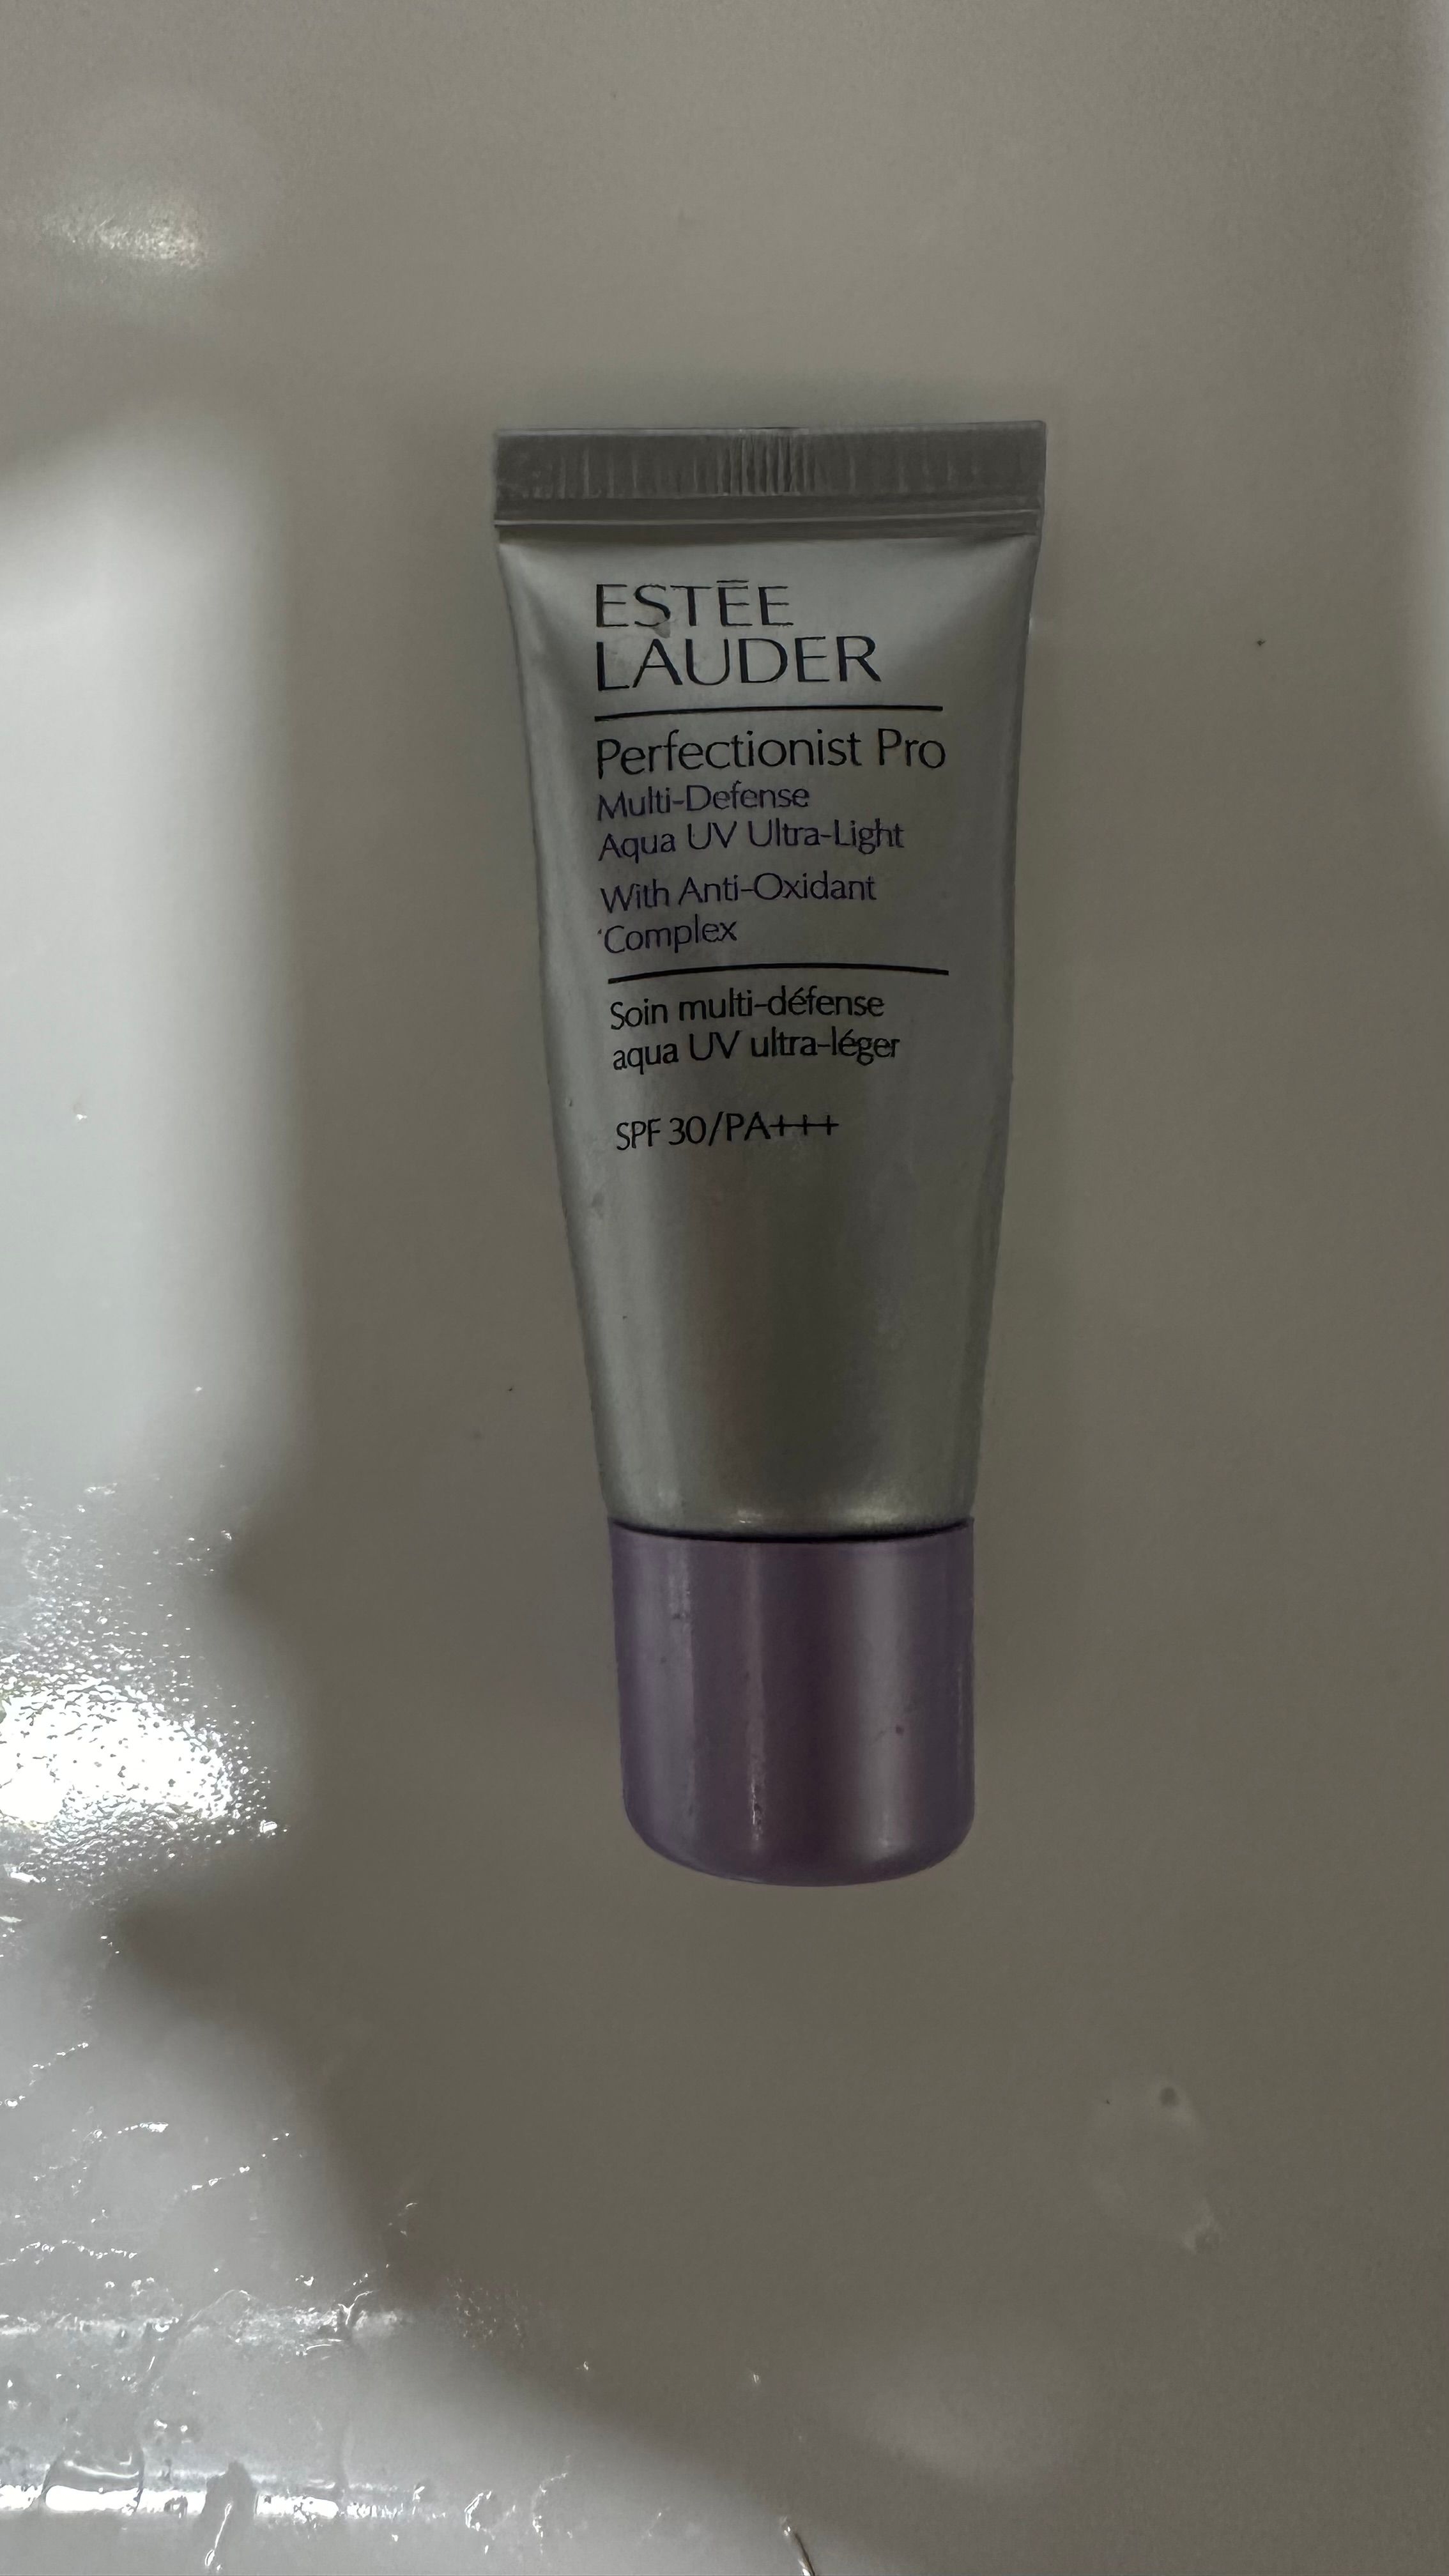 ESTĒE
LAUDER
Perfectionist Pro
Multi-Defense
Aqua UV Ultra-Light
With Anti-Oxidant
Complex
Soin multi-défense
aqua UV ultra-léger
SPF 30/PA+++